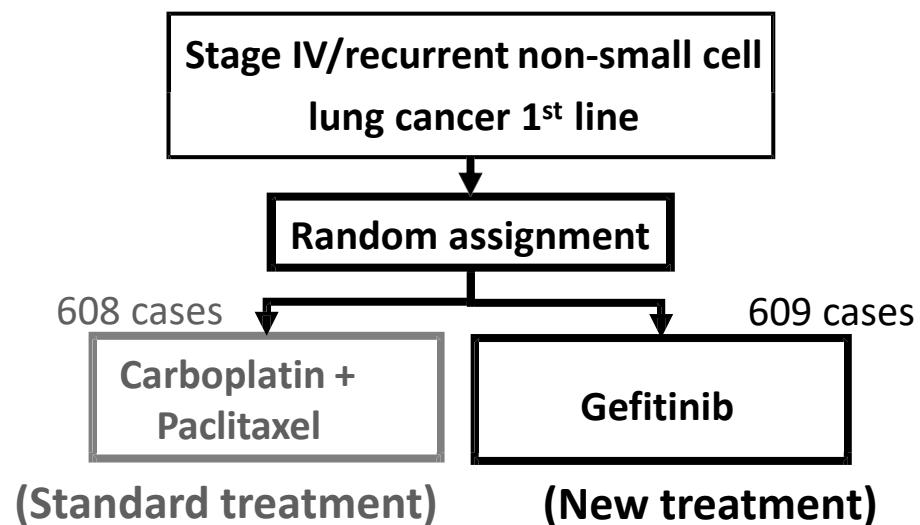 Stage IV/recurrent non-small cell
lung cancer 1st line
Random assignment
608 cases
609 cases
Carboplatin +
Paclitaxel
Gefitinib
(Standard treatment)
(New treatment)